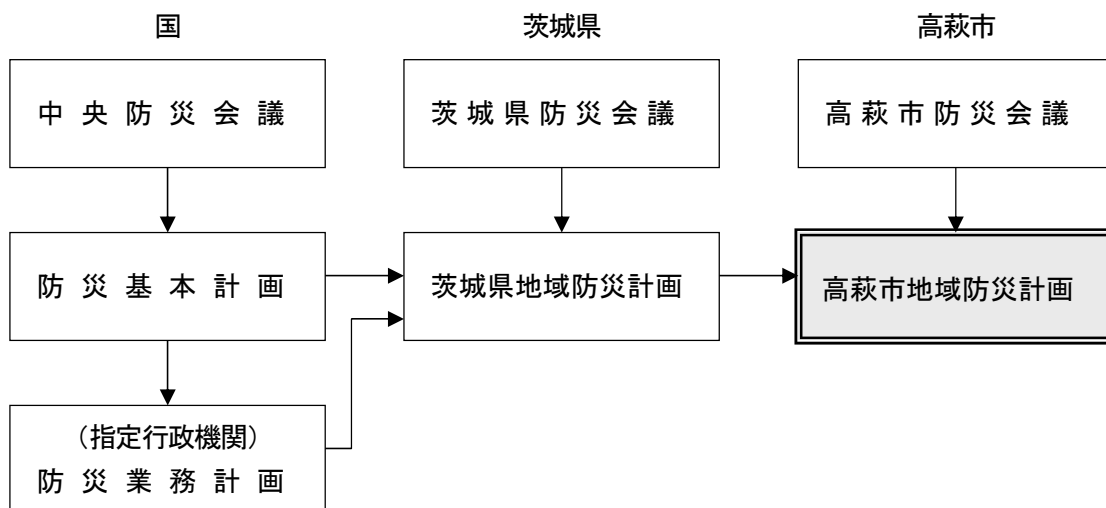 国
茨城県
高萩市
中央防災会議
茨城県防災会議
高萩市防災会議
防災基本計画
茨城県地域防災計画
高萩市地域防災計画
（指定行政機関）
防災業務計画